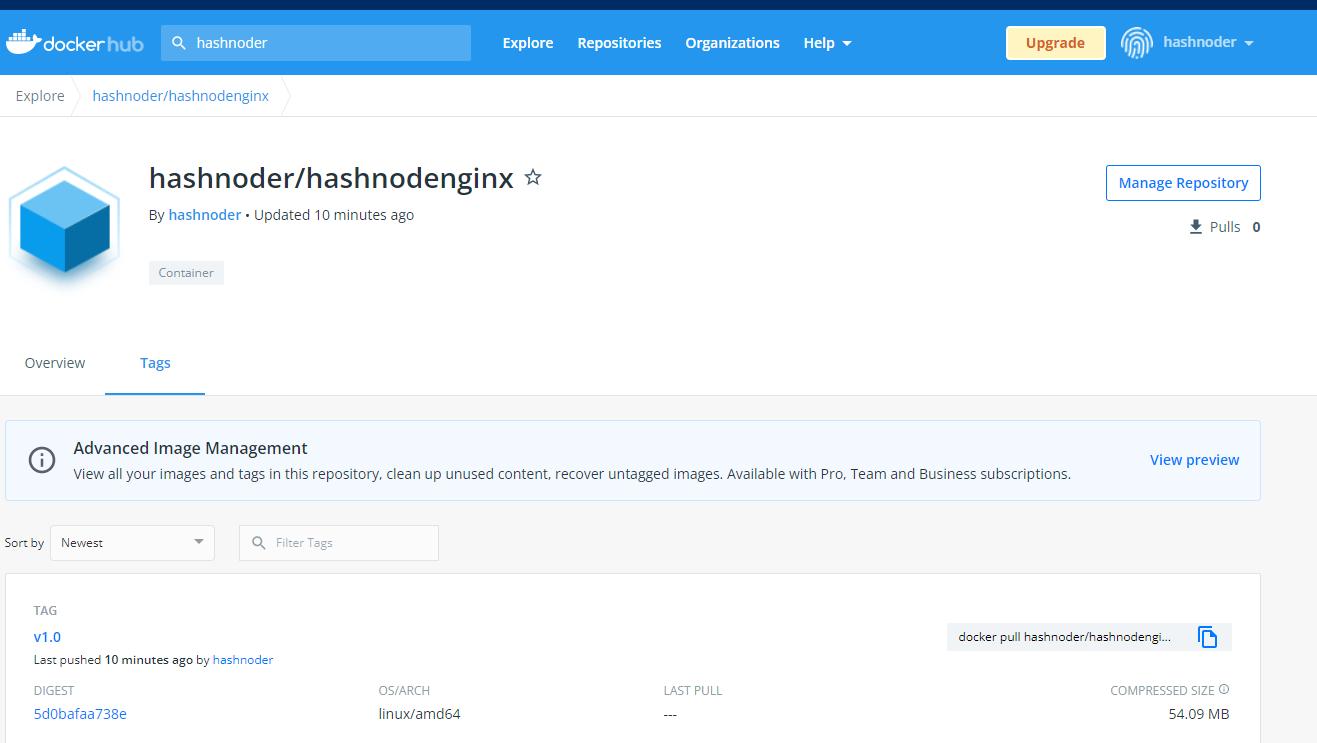 dockerhub
hashnoder
Explore
Repositories
Organizations
Help
Upgrade
hashnoder
Explore
hashnoder/hashnodenginx
hashnoder/hashnodenginx
By hashnoder • Updated 10 minutes ago
Manage Repository
Pulls 0
Container
Overview
Tags
Advanced Image Management
View all your images and tags in this repository, clean up unused content, recover untagged images. Available with Pro, Team and Business subscriptions.
View preview
Sort by
Newest
Filter Tags
TAG
v1.0
Last pushed 10 minutes ago by hashnoder
docker pull hashnoder/hashnodengi...
DIGEST
OS/ARCH
LAST PULL
COMPRESSED SIZE
5d0bafaa738e
linux/amd64
---
54.09 MB